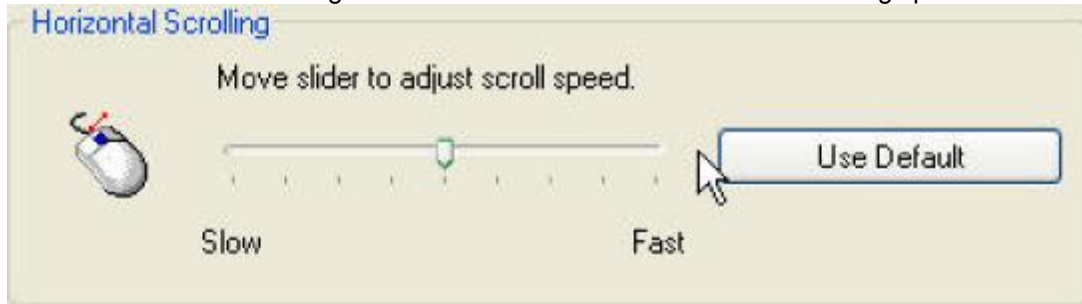 Horizontal Scrolling
Move slider to adjust scroll speed.
Use Default
Slow
Fast